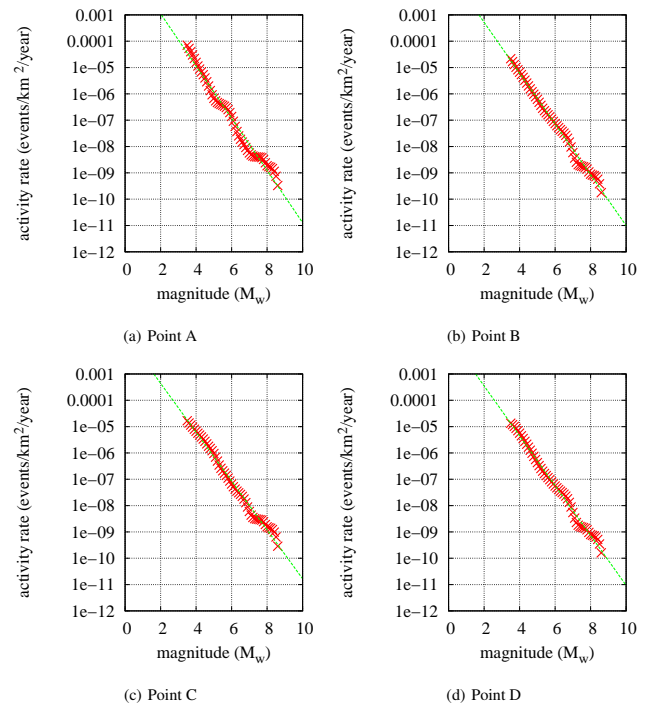 0.001
0.0001
1e−05
1e−06
1e−07
1e−08
1e−09
1e−10
1e−11
1e−12
0 2 4 6 8 10
activity rate (events/km²/year)
magnitude (Mw)
(a) Point A
0.001
0.0001
1e−05
1e−06
1e−07
1e−08
1e−09
1e−10
1e−11
1e−12
0 2 4 6 8 10
activity rate (events/km²/year)
magnitude (Mw)
(b) Point B
0.001
0.0001
1e−05
1e−06
1e−07
1e−08
1e−09
1e−10
1e−11
1e−12
0 2 4 6 8 10
activity rate (events/km²/year)
magnitude (Mw)
(c) Point C
0.001
0.0001
1e−05
1e−06
1e−07
1e−08
1e−09
1e−10
1e−11
1e−12
0 2 4 6 8 10
activity rate (events/km²/year)
magnitude (Mw)
(d) Point D